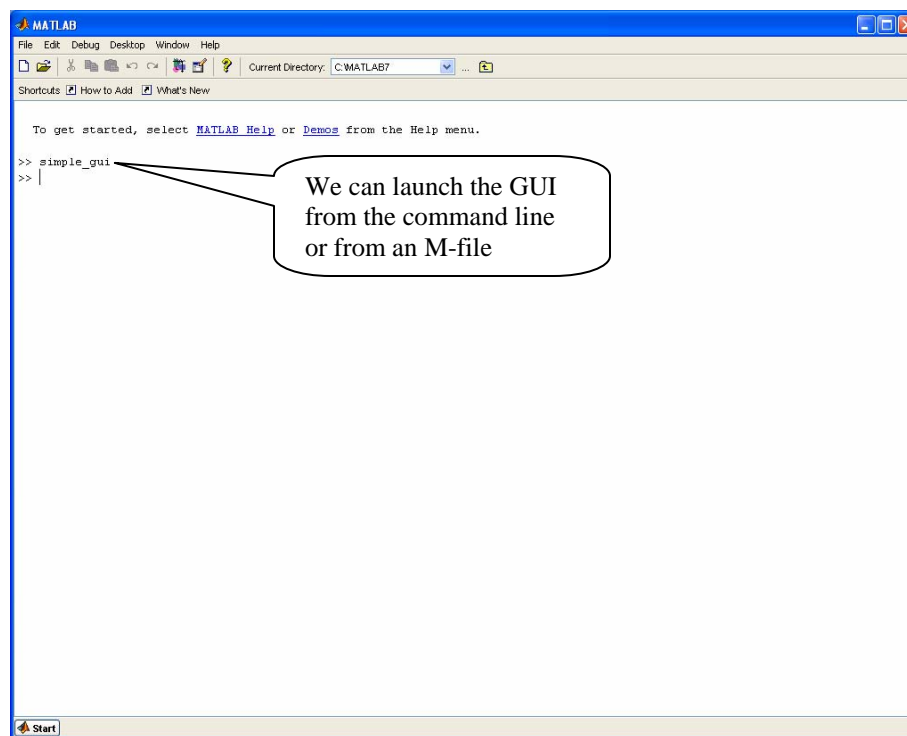 MATLAB
File Edit Debug Desktop Window Help
Current Directory: C:\MATLAB7 ...
Shortcuts How to Add What's New
To get started, select MATLAB Help or Demos from the Help menu.
>> simple_gui
>>
We can launch the GUI
from the command line
or from an M-file
Start